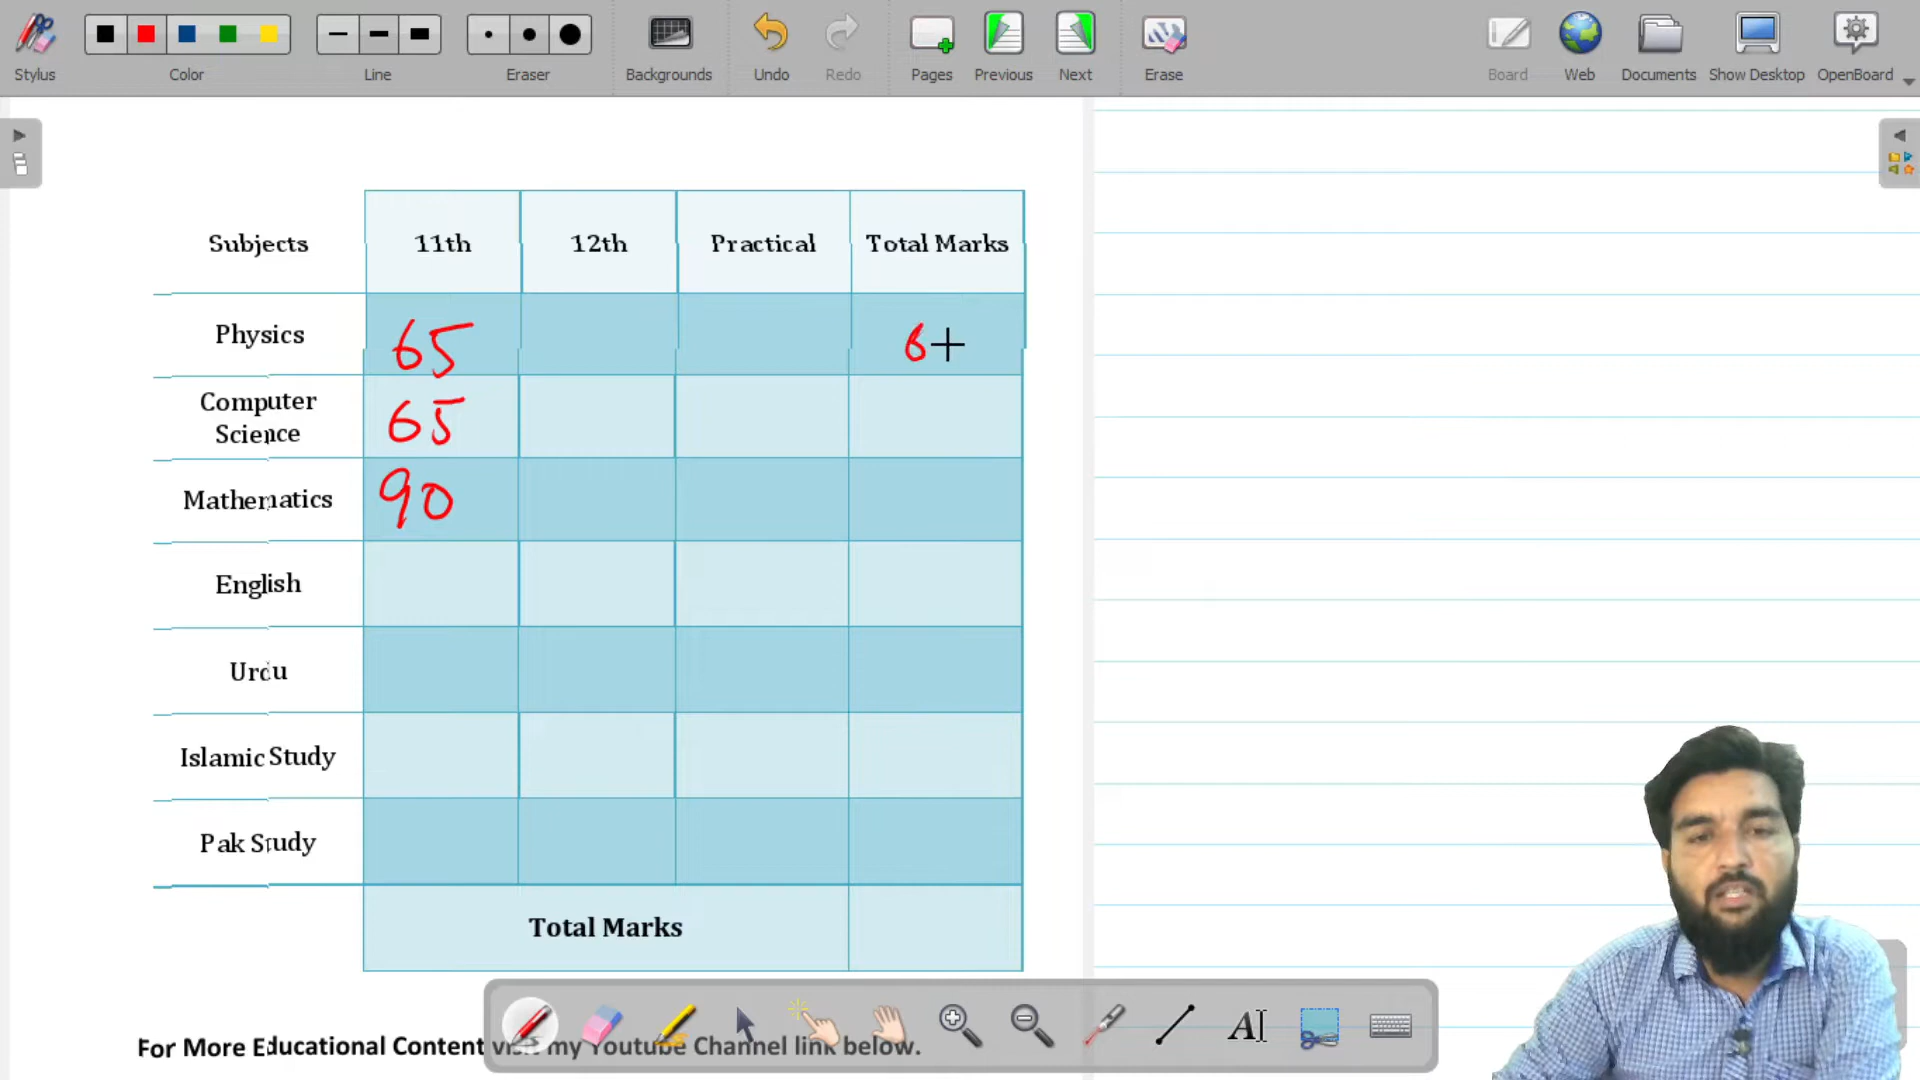 Stylus
Color
Line
Eraser
Backgrounds
Undo
Redo
Pages
Previous
Next
Erase
Board
Web
Documents
Show Desktop
OpenBoard
Subjects 11th 12th Practical Total Marks
Physics 65 6
Computer
Science 65
Mathematics 90
English
Urdu
Islamic Study
Pak Study
Total Marks
For More Educational Content visit my Youtube Channel link below.